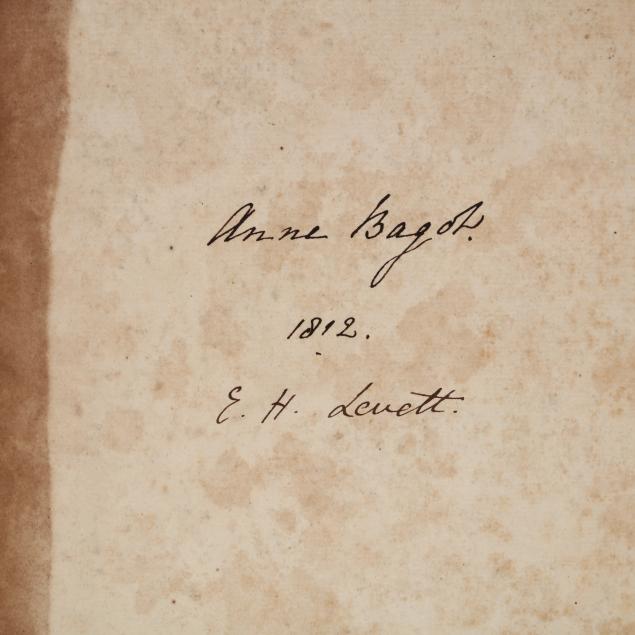 Anne Bagot.
1812.
E. H. Levett.